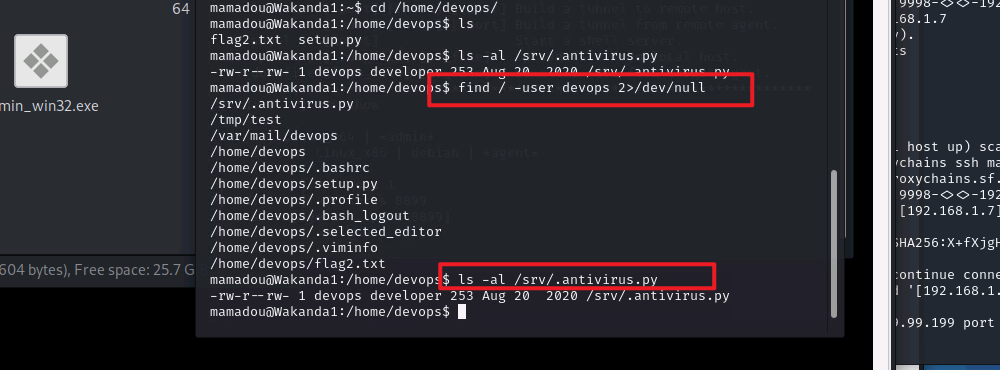 64
min_win32.exe
604 bytes), Free space: 25.7 G
mamadou@Wakanda1:~$ cd /home/devops/
mamadou@Wakanda1:/home/devops$ ls
flag2.txt  setup.py
mamadou@Wakanda1:/home/devops$ ls -al /srv/.antivirus.py
-rw-r--rw- 1 devops developer 253 Aug 20  2020 /srv/.antivirus.py
mamadou@Wakanda1:/home/devops$ find / -user devops 2>/dev/null
/srv/.antivirus.py
/tmp/test
/var/mail/devops
/home/devops
/home/devops/.bashrc
/home/devops/setup.py
/home/devops/.profile
/home/devops/.bash_logout
/home/devops/.selected_editor
/home/devops/.viminfo
/home/devops/flag2.txt
mamadou@Wakanda1:/home/devops$ ls -al /srv/.antivirus.py
-rw-r--rw- 1 devops developer 253 Aug 20  2020 /srv/.antivirus.py
mamadou@Wakanda1:/home/devops$
9998-<><>-192
68.1.7
).
ts
host up) sca
ychains ssh ma
roxychains.sf.
9998-<><>-192
[192.168.1.7]
SHA256:X+fXjgH
continue conne
'[192.168.1.
.99.199 port